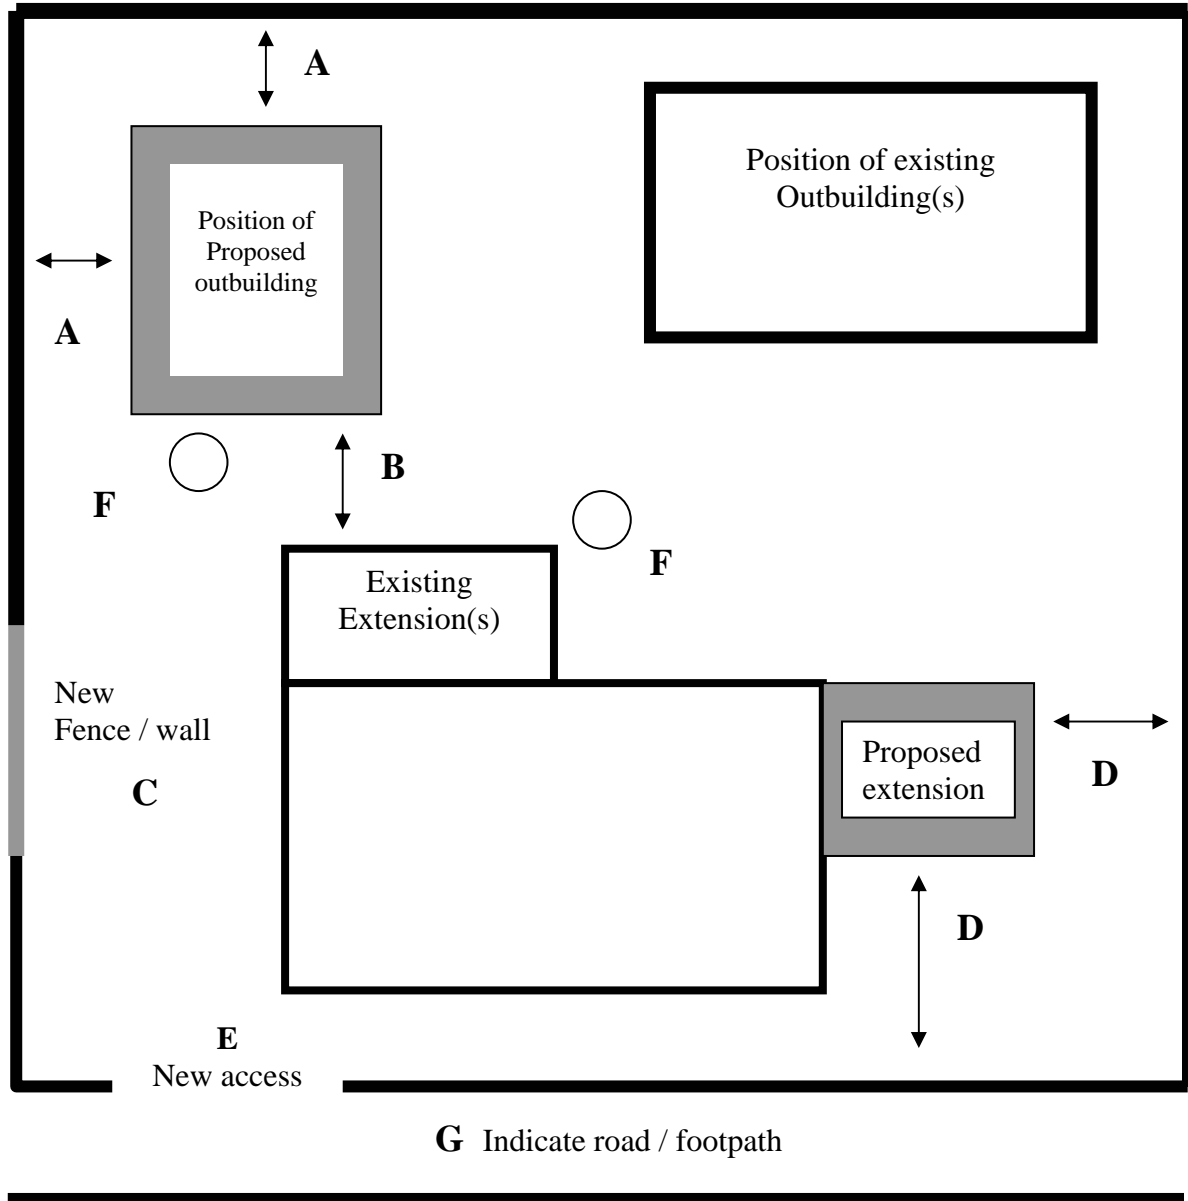 A
Position of existing
Outbuilding(s)
Position of
Proposed
outbuilding
A
B
F
F
Existing
Extension(s)
New
Fence / wall
C
Proposed
extension
D
D
E
New access
G Indicate road / footpath